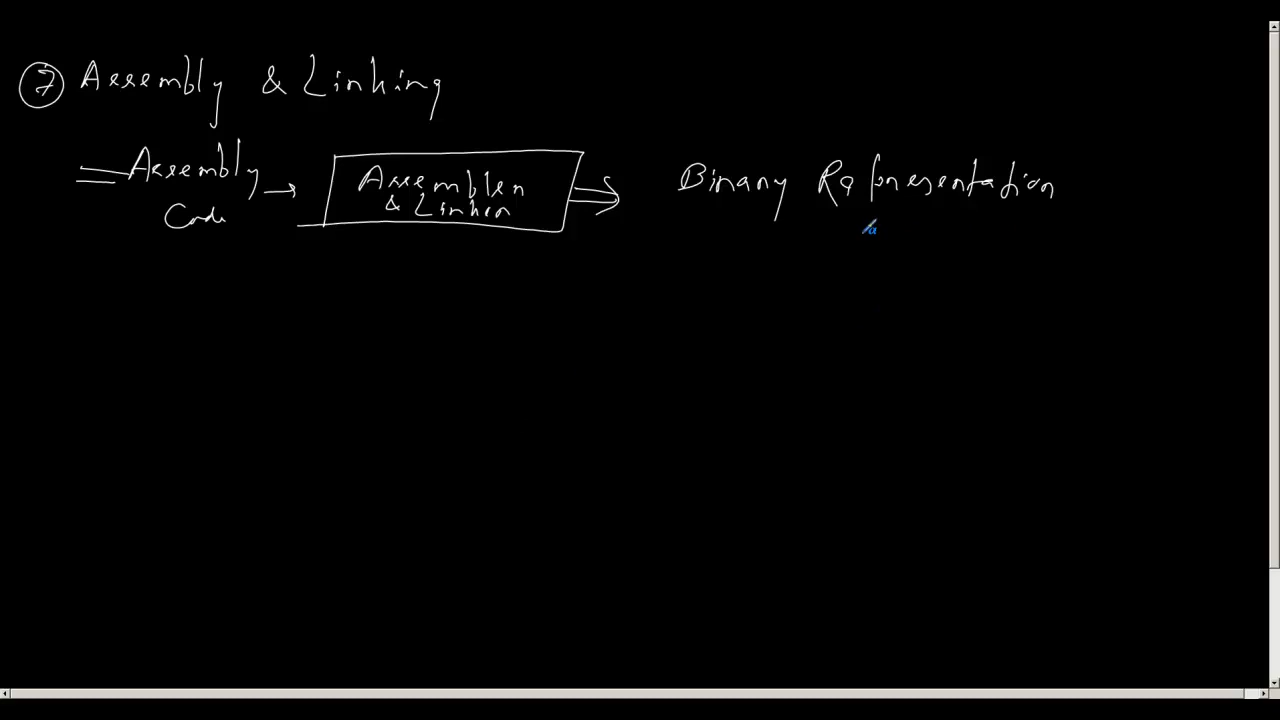 7 Assembly & Linking
= Assembly Code → Assembler & Linker ⇒ Binary Representation